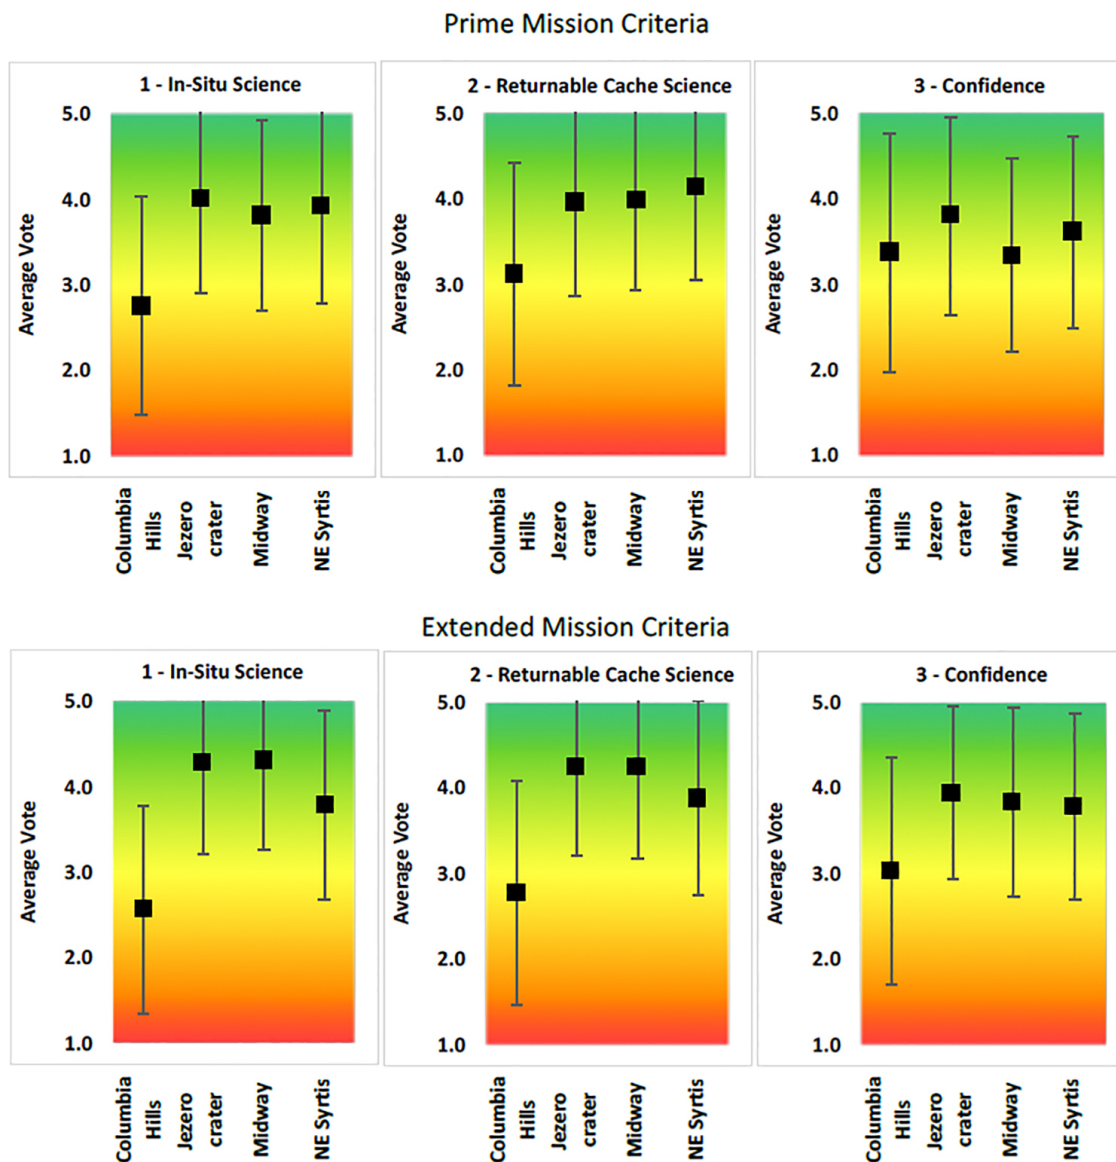 Prime Mission Criteria
1 - In-Situ Science
Average Vote
5.0
4.0
3.0
2.0
1.0
Columbia
Hills
Jezero
crater
Midway
NE Syrtis
2 - Returnable Cache Science
Average Vote
5.0
4.0
3.0
2.0
1.0
Columbia
Hills
Jezero
crater
Midway
NE Syrtis
3 - Confidence
Average Vote
5.0
4.0
3.0
2.0
1.0
Columbia
Hills
Jezero
crater
Midway
NE Syrtis
Extended Mission Criteria
1 - In-Situ Science
Average Vote
5.0
4.0
3.0
2.0
1.0
Columbia
Hills
Jezero
crater
Midway
NE Syrtis
2 - Returnable Cache Science
Average Vote
5.0
4.0
3.0
2.0
1.0
Columbia
Hills
Jezero
crater
Midway
NE Syrtis
3 - Confidence
Average Vote
5.0
4.0
3.0
2.0
1.0
Columbia
Hills
Jezero
crater
Midway
NE Syrtis